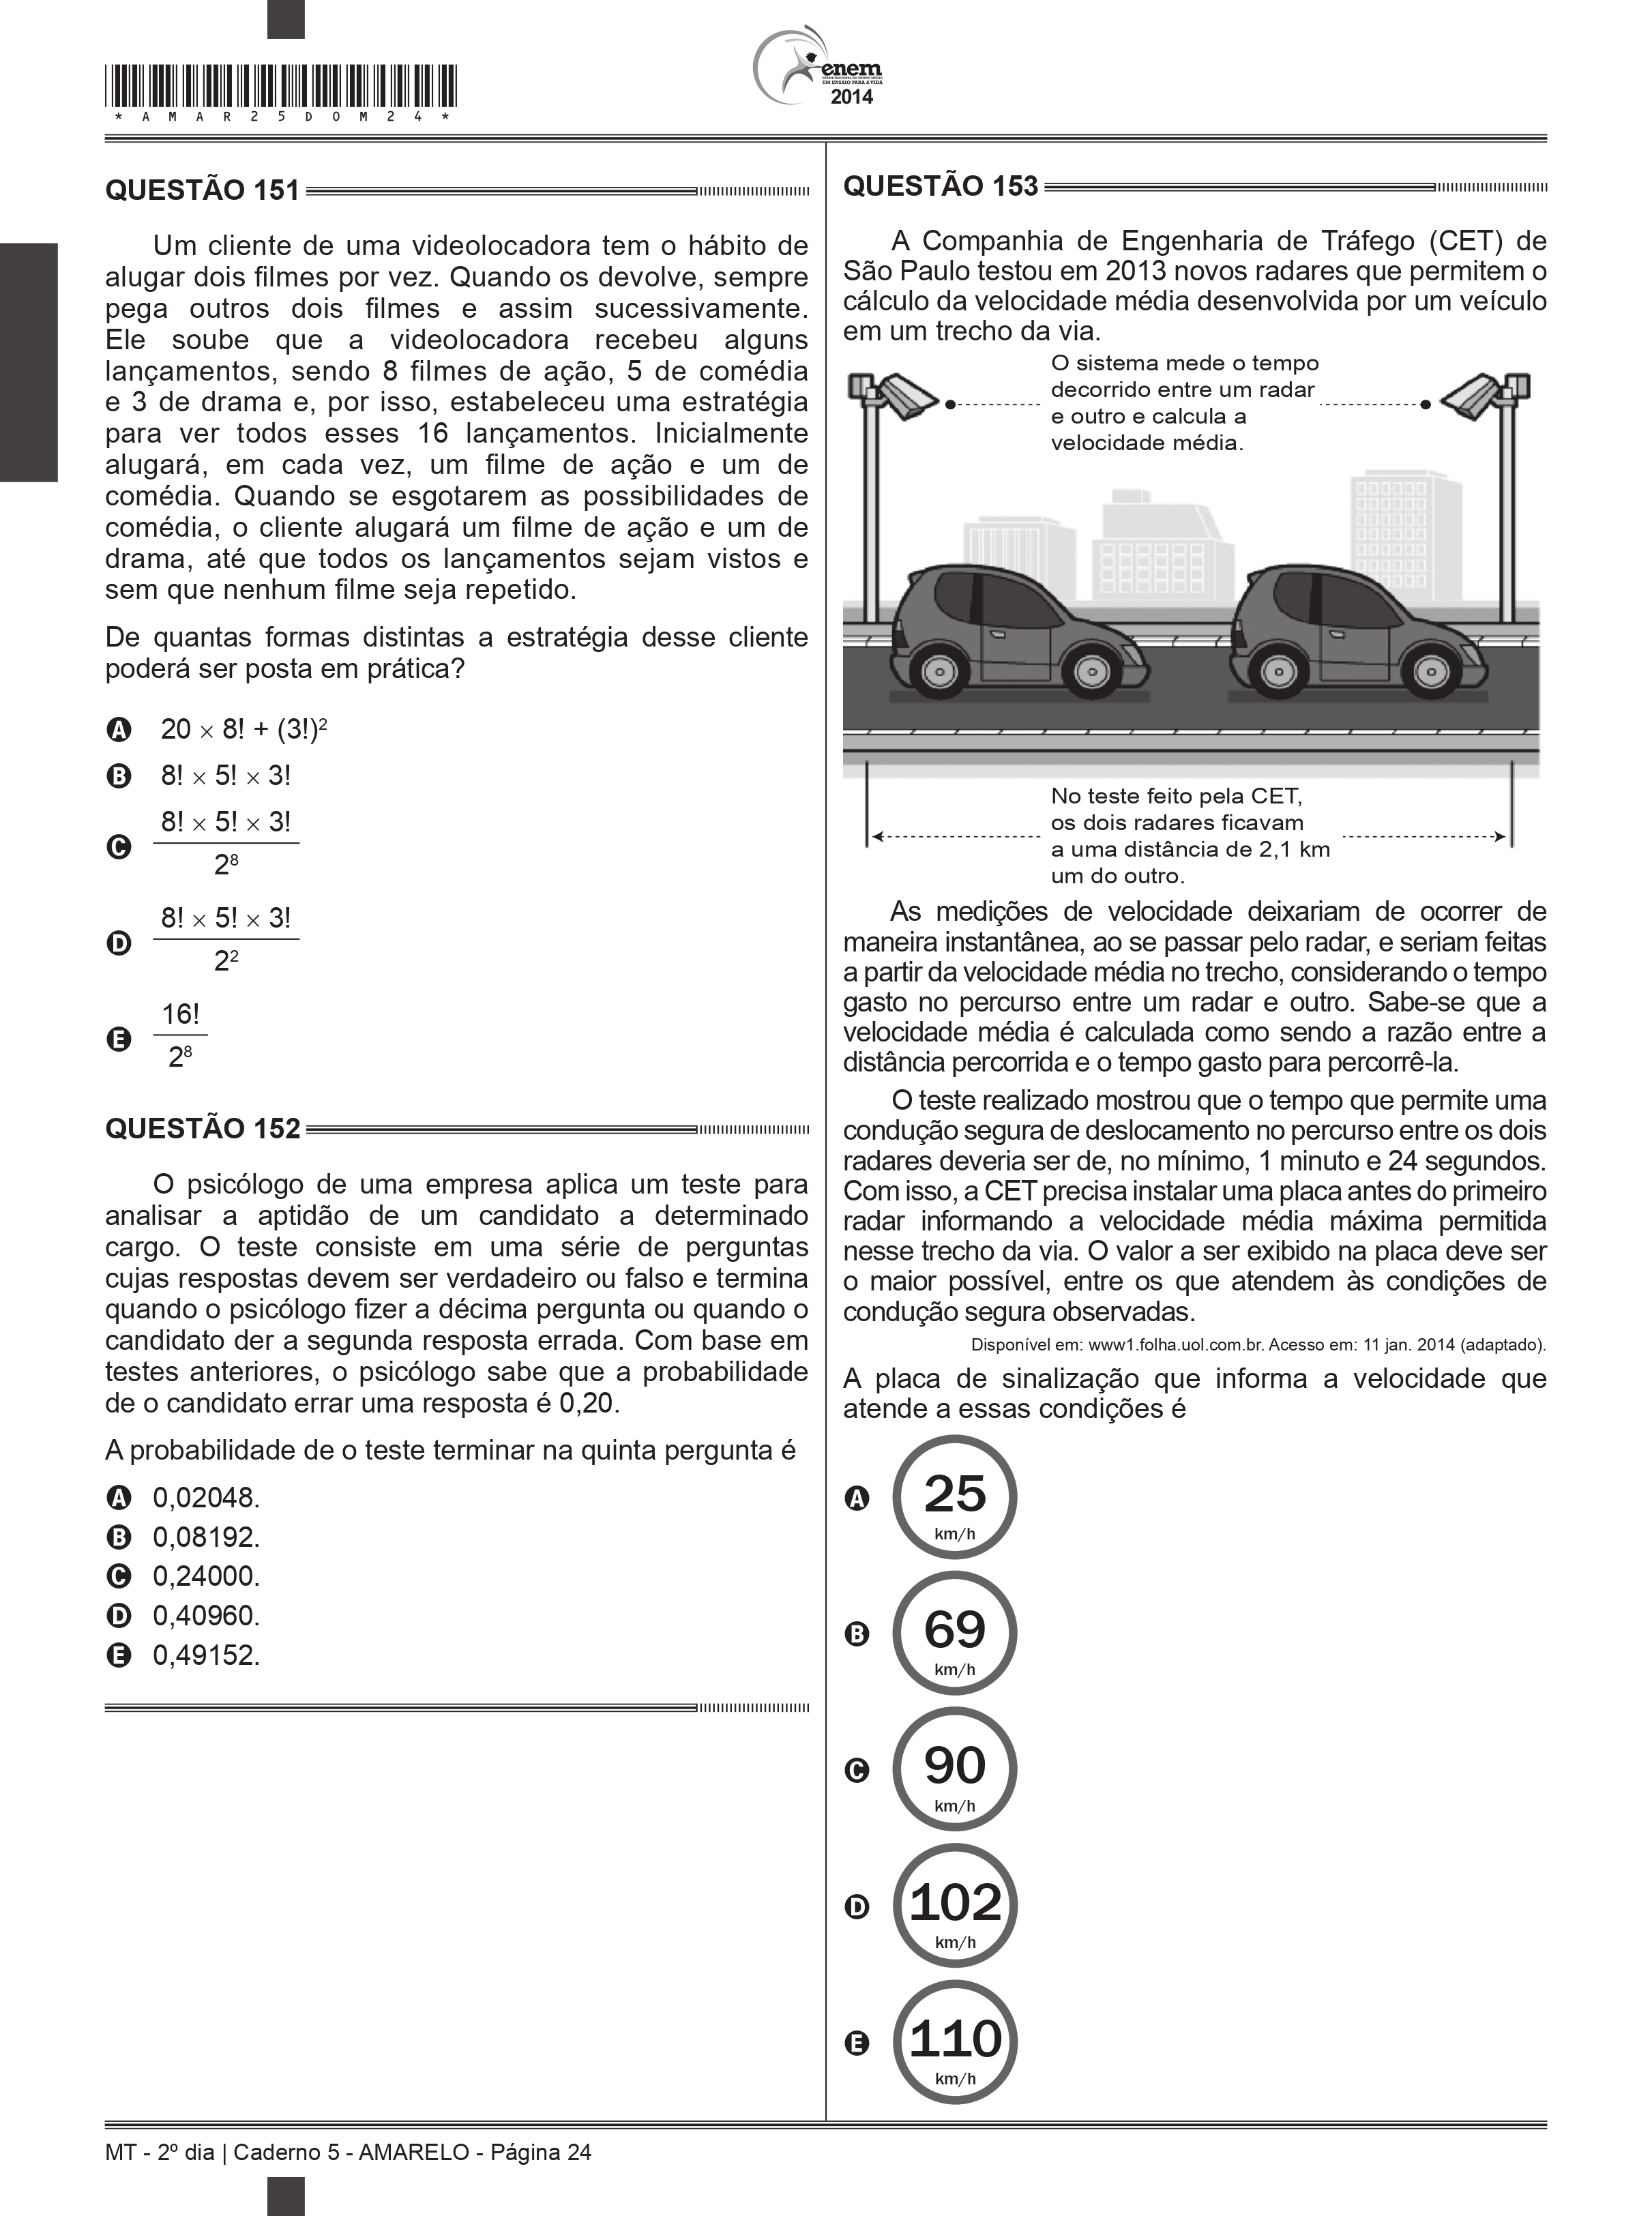 * A M A R 2 5 D O M 2 4 *
enem
EXAME NACIONAL DO ENSINO MÉDIO
UM ENSAIO PARA A VIDA
2014
QUESTÃO 151
Um cliente de uma videolocadora tem o hábito de
alugar dois filmes por vez. Quando os devolve, sempre
pega outros dois filmes e assim sucessivamente.
Ele soube que a videolocadora recebeu alguns
lançamentos, sendo 8 filmes de ação, 5 de comédia
e 3 de drama e, por isso, estabeleceu uma estratégia
para ver todos esses 16 lançamentos. Inicialmente
alugará, em cada vez, um filme de ação e um de
comédia. Quando se esgotarem as possibilidades de
comédia, o cliente alugará um filme de ação e um de
drama, até que todos os lançamentos sejam vistos e
sem que nenhum filme seja repetido.
De quantas formas distintas a estratégia desse cliente
poderá ser posta em prática?
A 20 × 8! + (3!)²
B 8! × 5! × 3!
C 8! × 5! × 3!
2⁸
D 8! × 5! × 3!
2²
E 16!
2⁸
QUESTÃO 152
O psicólogo de uma empresa aplica um teste para
analisar a aptidão de um candidato a determinado
cargo. O teste consiste em uma série de perguntas
cujas respostas devem ser verdadeiro ou falso e termina
quando o psicólogo fizer a décima pergunta ou quando o
candidato der a segunda resposta errada. Com base em
testes anteriores, o psicólogo sabe que a probabilidade
de o candidato errar uma resposta é 0,20.
A probabilidade de o teste terminar na quinta pergunta é
A 0,02048.
B 0,08192.
C 0,24000.
D 0,40960.
E 0,49152.
QUESTÃO 153
A Companhia de Engenharia de Tráfego (CET) de
São Paulo testou em 2013 novos radares que permitem o
cálculo da velocidade média desenvolvida por um veículo
em um trecho da via.
O sistema mede o tempo
decorrido entre um radar
e outro e calcula a
velocidade média.
No teste feito pela CET,
os dois radares ficavam
a uma distância de 2,1 km
um do outro.
As medições de velocidade deixariam de ocorrer de
maneira instantânea, ao se passar pelo radar, e seriam feitas
a partir da velocidade média no trecho, considerando o tempo
gasto no percurso entre um radar e outro. Sabe-se que a
velocidade média é calculada como sendo a razão entre a
distância percorrida e o tempo gasto para percorrê-la.
O teste realizado mostrou que o tempo que permite uma
condução segura de deslocamento no percurso entre os dois
radares deveria ser de, no mínimo, 1 minuto e 24 segundos.
Com isso, a CET precisa instalar uma placa antes do primeiro
radar informando a velocidade média máxima permitida
nesse trecho da via. O valor a ser exibido na placa deve ser
o maior possível, entre os que atendem às condições de
condução segura observadas.
Disponível em: www1.folha.uol.com.br. Acesso em: 11 jan. 2014 (adaptado).
A placa de sinalização que informa a velocidade que
atende a essas condições é
A 25
km/h
B 69
km/h
C 90
km/h
D 102
km/h
E 110
km/h
MT - 2º dia | Caderno 5 - AMARELO - Página 24